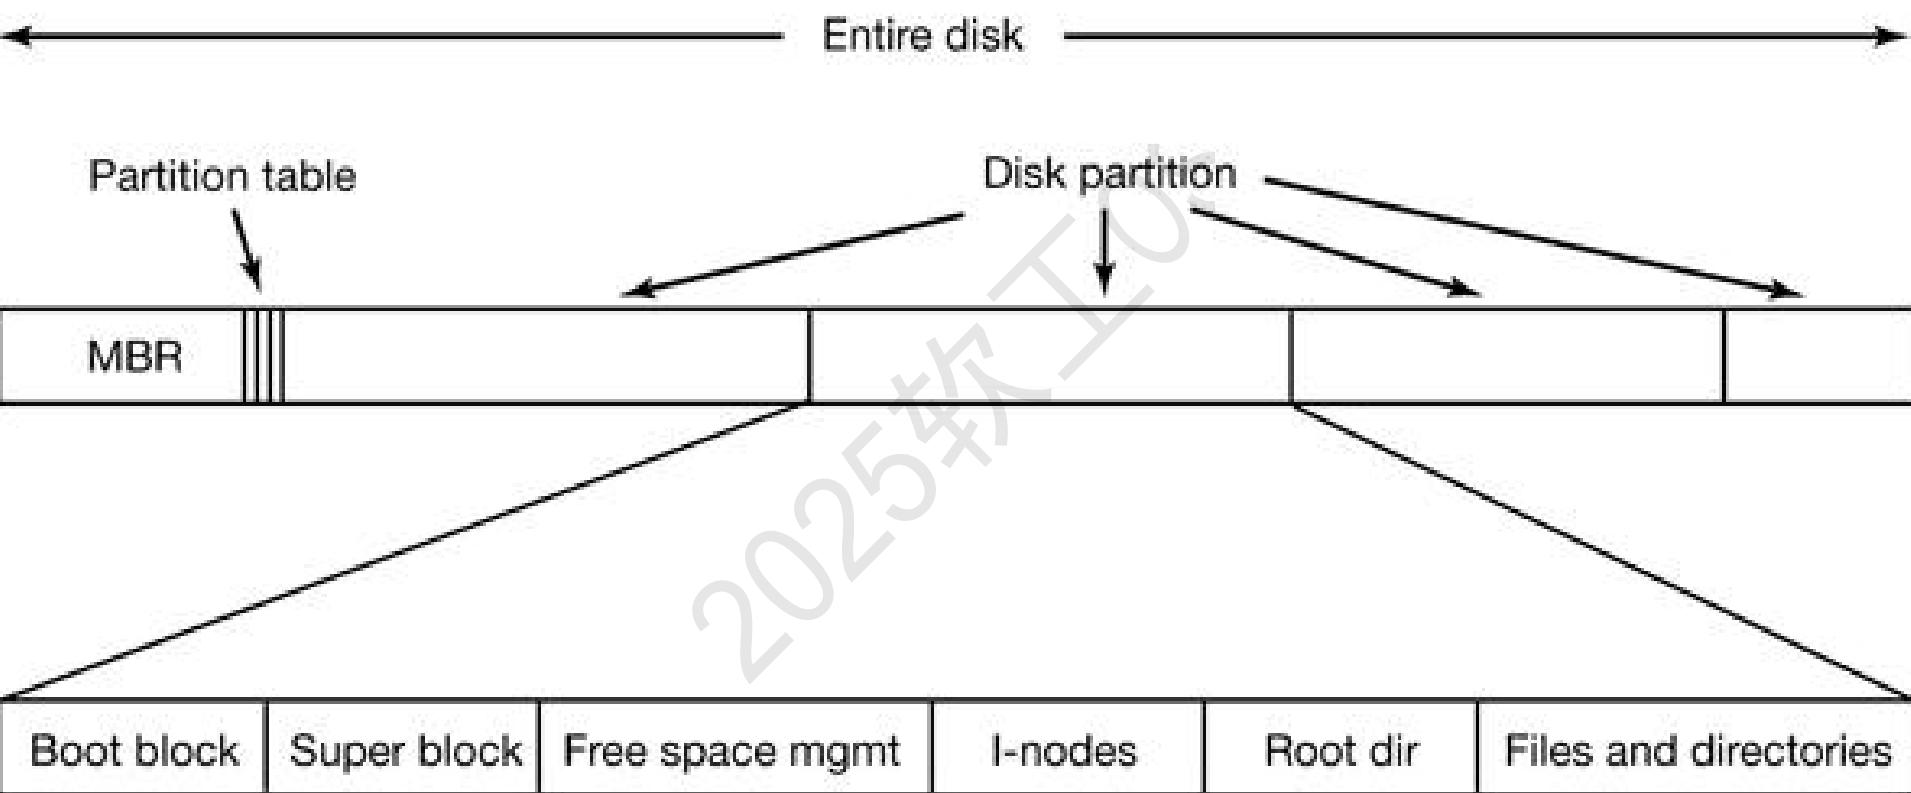 Entire disk
Partition table
Disk partition
MBR
Boot block
Super block
Free space mgmt
I-nodes
Root dir
Files and directories
2025软工